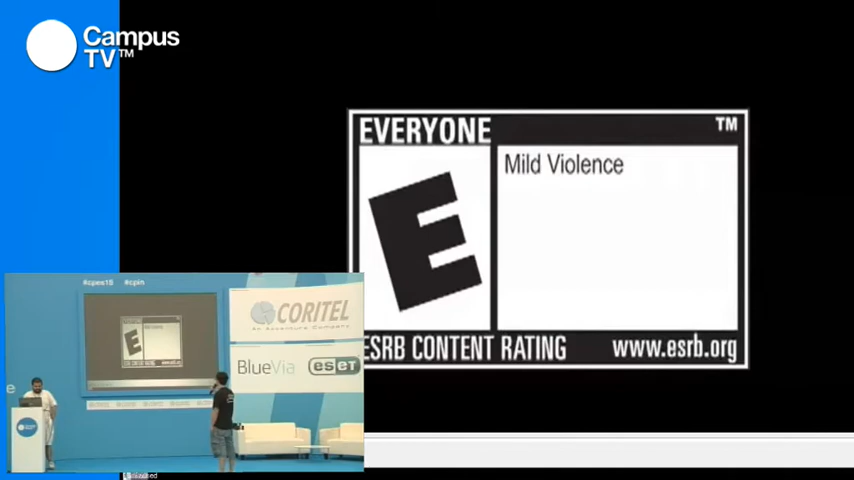 Campus
TV™
EVERYONE
TM
Mild Violence
ESRB CONTENT RATING
www.esrb.org
#cpes15 #cpin
CORITEL
An Accenture Company
BlueVia
eseT
EVERYONE
E